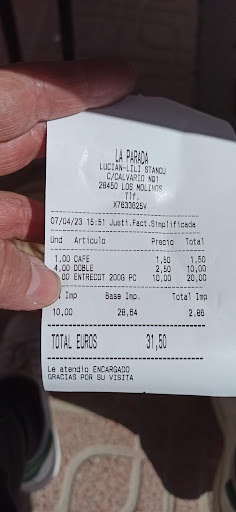 LA PARADA
LUCIAN-LILI STANCU
C/CALVARIO Nº1
28460 LOS MOLINOS
Tlf.
X7633625V
07/04/23 15:51 Justi.Fact.Simplificada
Und Articulo Precio Total
1,00 CAFE 1,50 1,50
4,00 DOBLE 2,50 10,00
,00 ENTRECOT 200G PC 10,00 20,00
Imp Base Imp. Total Imp
10,00 28,64 2,86
TOTAL EUROS 31,50
Le atendio ENCARGADO
GRACIAS POR SU VISITA